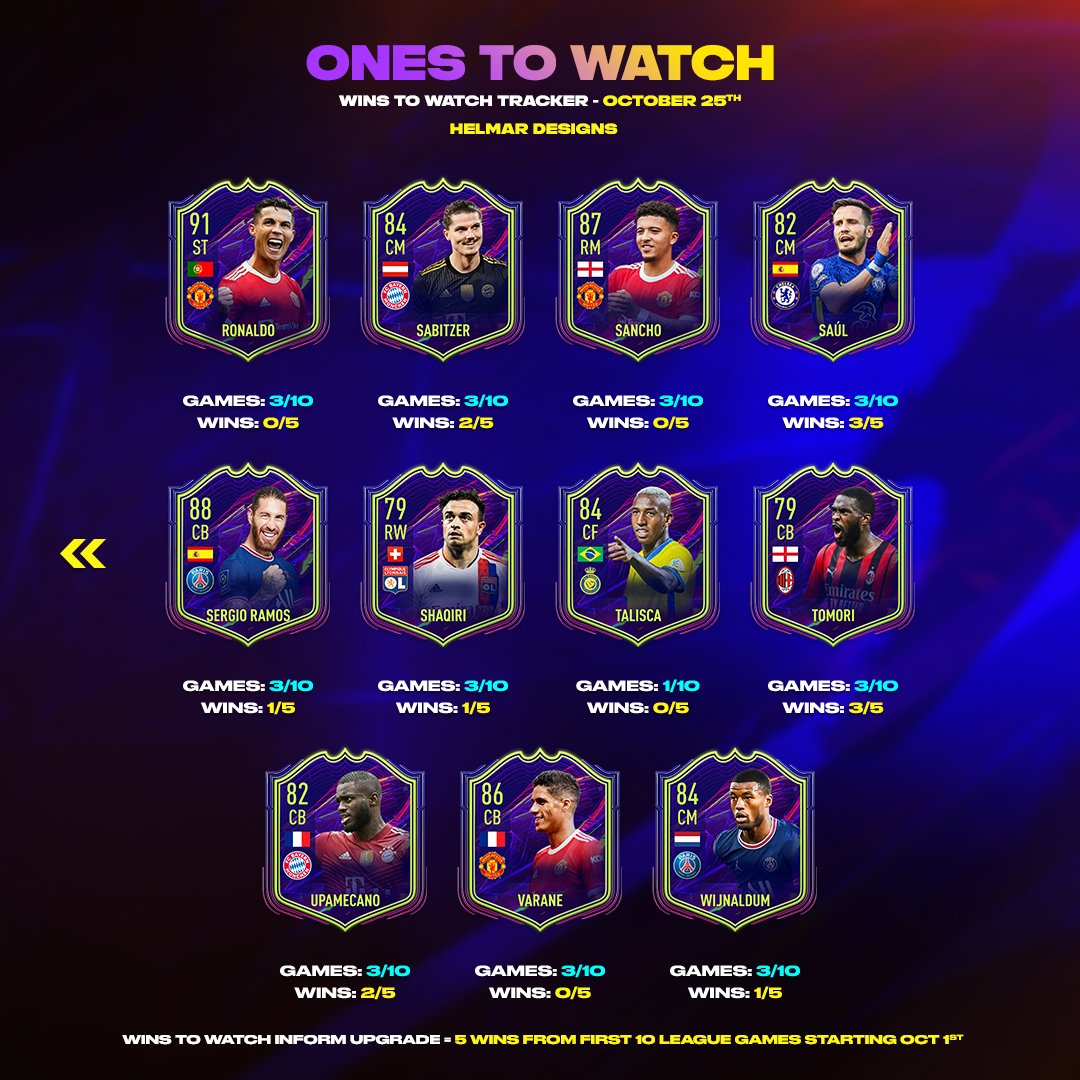 ONES TO WATCH
WINS TO WATCH TRACKER - OCTOBER 25TH
HELMAR DESIGNS
91
ST
RONALDO
GAMES: 3/10
WINS: 0/5
84
CM
SABITZER
GAMES: 3/10
WINS: 2/5
87
RM
SANCHO
GAMES: 3/10
WINS: 0/5
82
CM
SAÚL
GAMES: 3/10
WINS: 3/5
88
CB
SERGIO RAMOS
GAMES: 3/10
WINS: 1/5
79
RW
SHAQIRI
GAMES: 3/10
WINS: 1/5
84
CF
TALISCA
GAMES: 1/10
WINS: 0/5
79
CB
TOMORI
GAMES: 3/10
WINS: 3/5
82
CB
UPAMECANO
GAMES: 3/10
WINS: 2/5
86
CB
VARANE
GAMES: 3/10
WINS: 0/5
84
CM
WIJNALDUM
GAMES: 3/10
WINS: 1/5
WINS TO WATCH INFORM UPGRADE = 5 WINS FROM FIRST 10 LEAGUE GAMES STARTING OCT 1ST